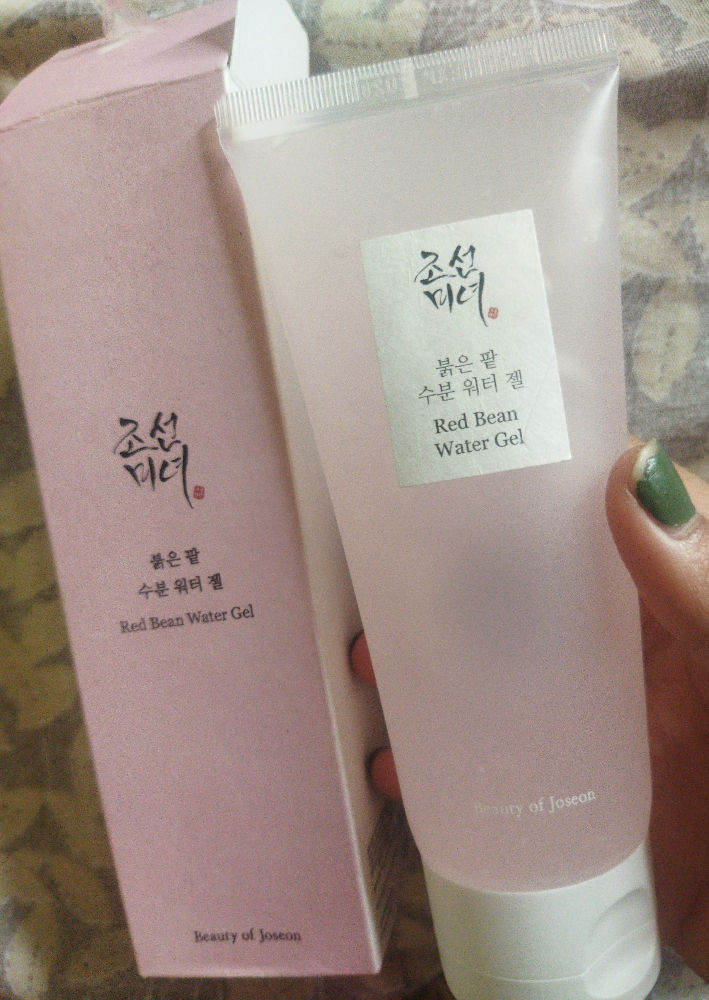 조선
미녀
붉은 팥
수분 워터 젤
Red Bean Water Gel
Beauty of Joseon
조선
미녀
붉은 팥
수분 워터 젤
Red Bean
Water Gel
Beauty of Joseon